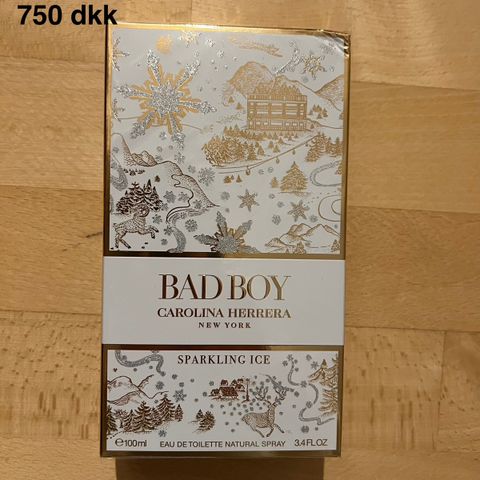 750 dkk
BAD BOY
CAROLINA HERRERA
NEW YORK
SPARKLING ICE
℮100ml EAU DE TOILETTE NATURAL SPRAY 3.4 FL OZ